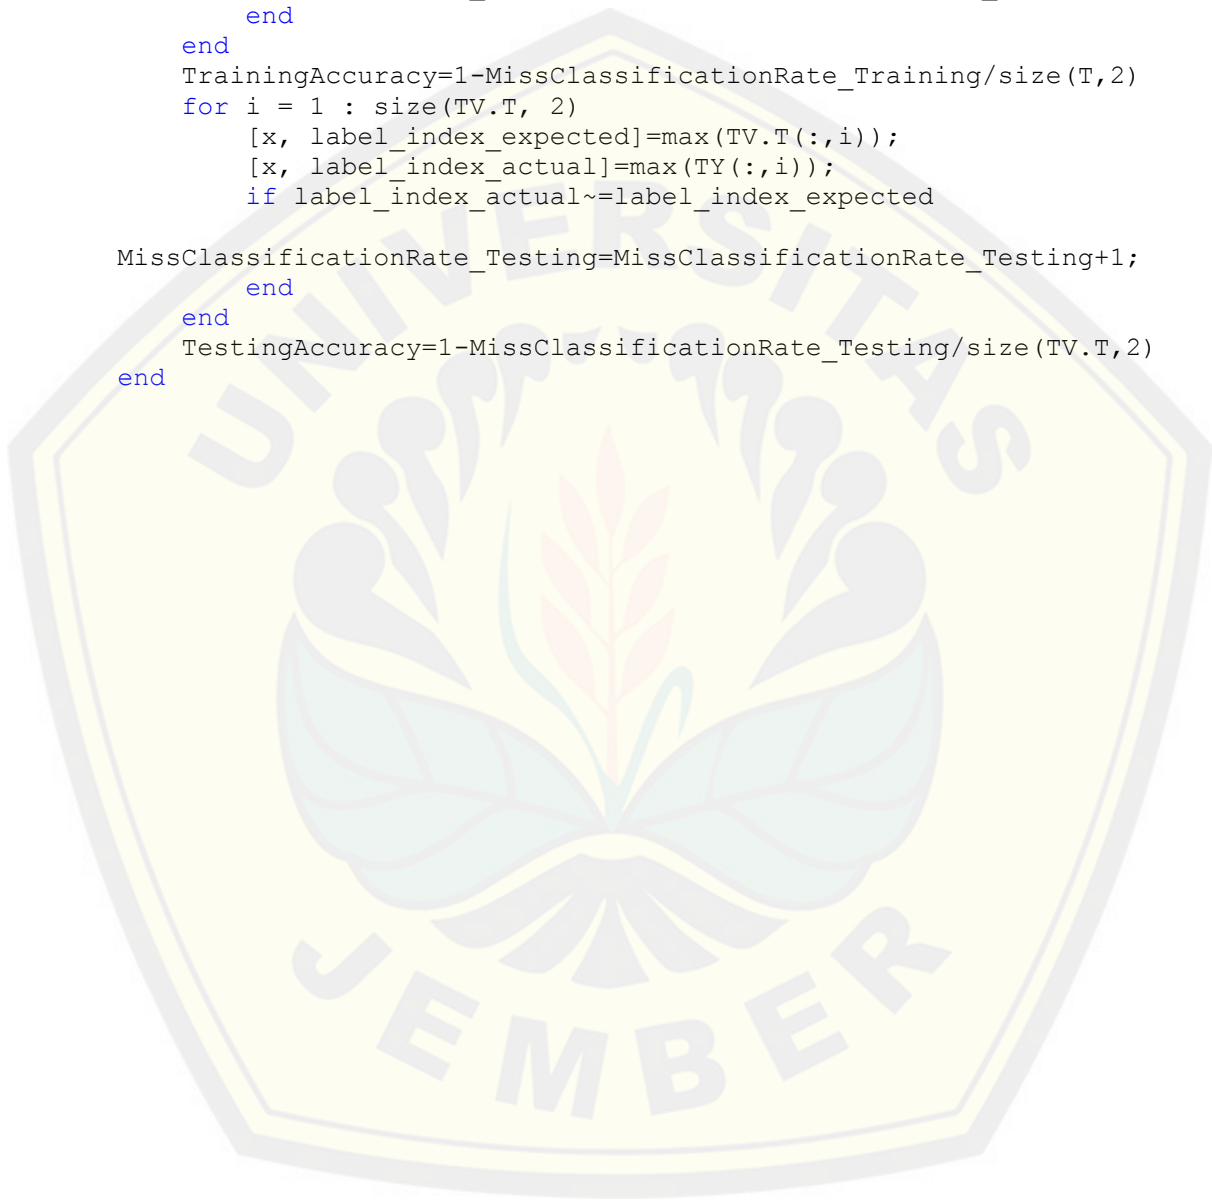 end
    end
    TrainingAccuracy=1-MissClassificationRate_Training/size(T,2)
    for i = 1 : size(TV.T, 2)
        [x, label_index_expected]=max(TV.T(:,i));
        [x, label_index_actual]=max(TY(:,i));
        if label_index_actual~=label_index_expected
MissClassificationRate_Testing=MissClassificationRate_Testing+1;
        end
    end
    TestingAccuracy=1-MissClassificationRate_Testing/size(TV.T,2)
end
UNIVERSITAS
JEMBER